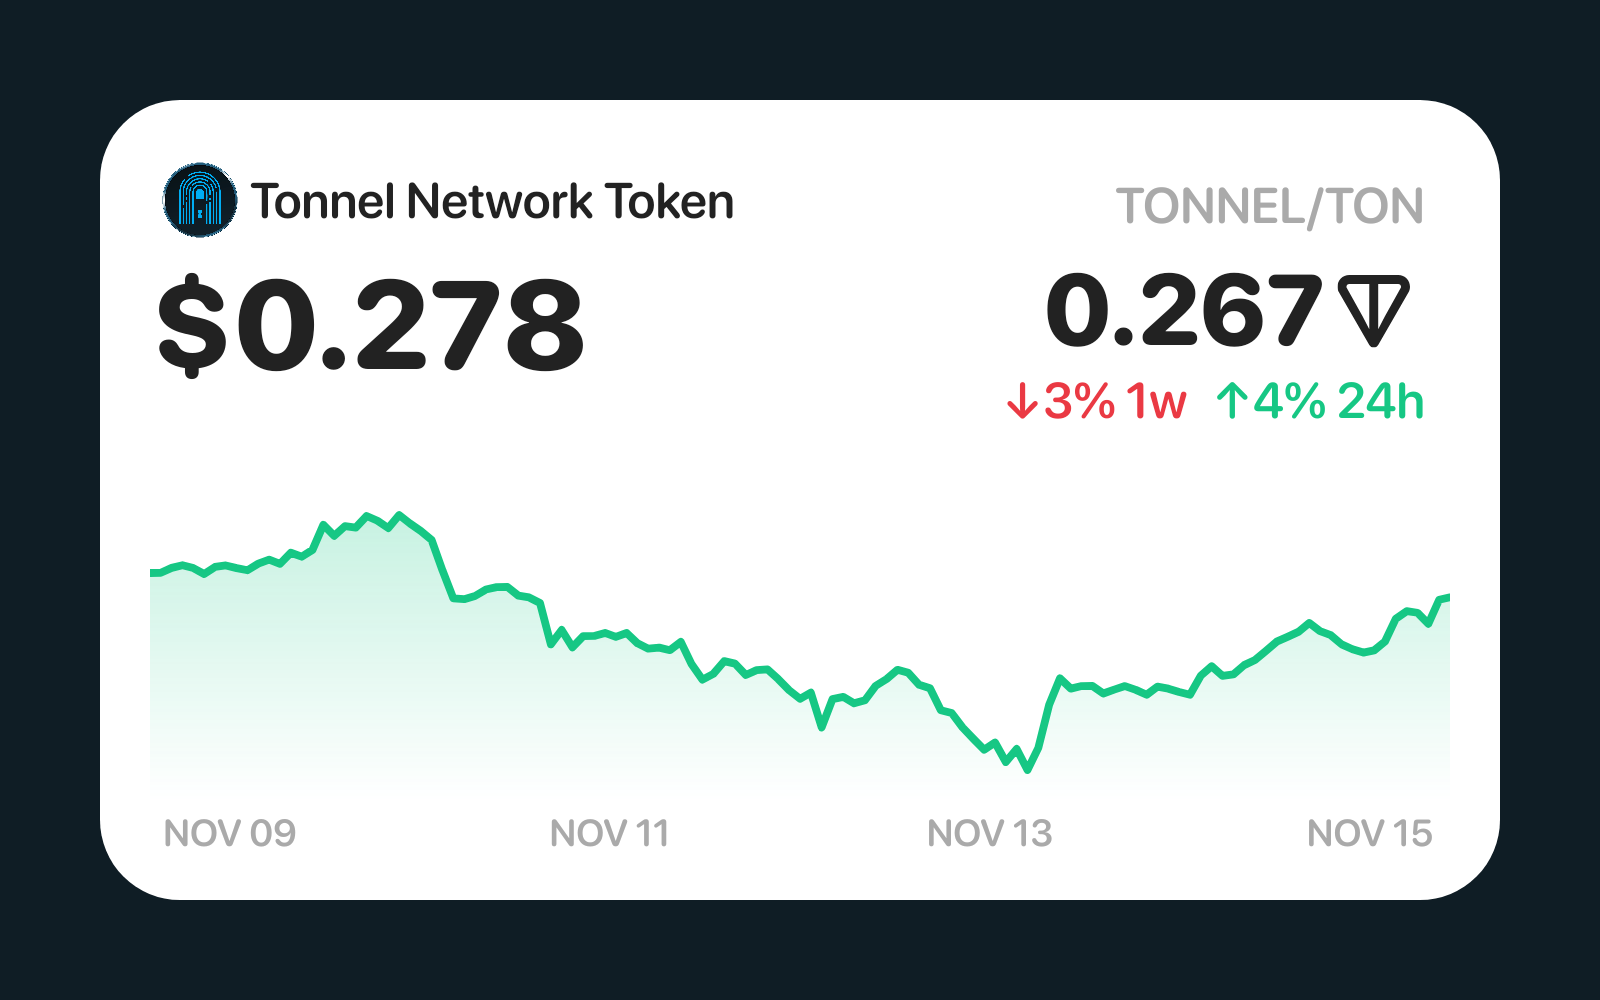 Tonnel Network Token
TONNEL/TON
$0.278
0.267
↓3% 1w ↑4% 24h
NOV 09
NOV 11
NOV 13
NOV 15